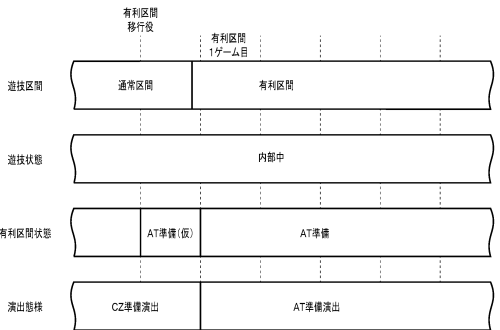 有利区間
移行役
有利区間
1ゲーム目
遊技区間
通常区間
有利区間
遊技状態
内部中
有利区間状態
AT準備(仮)
AT準備
演出態様
CZ準備演出
AT準備演出